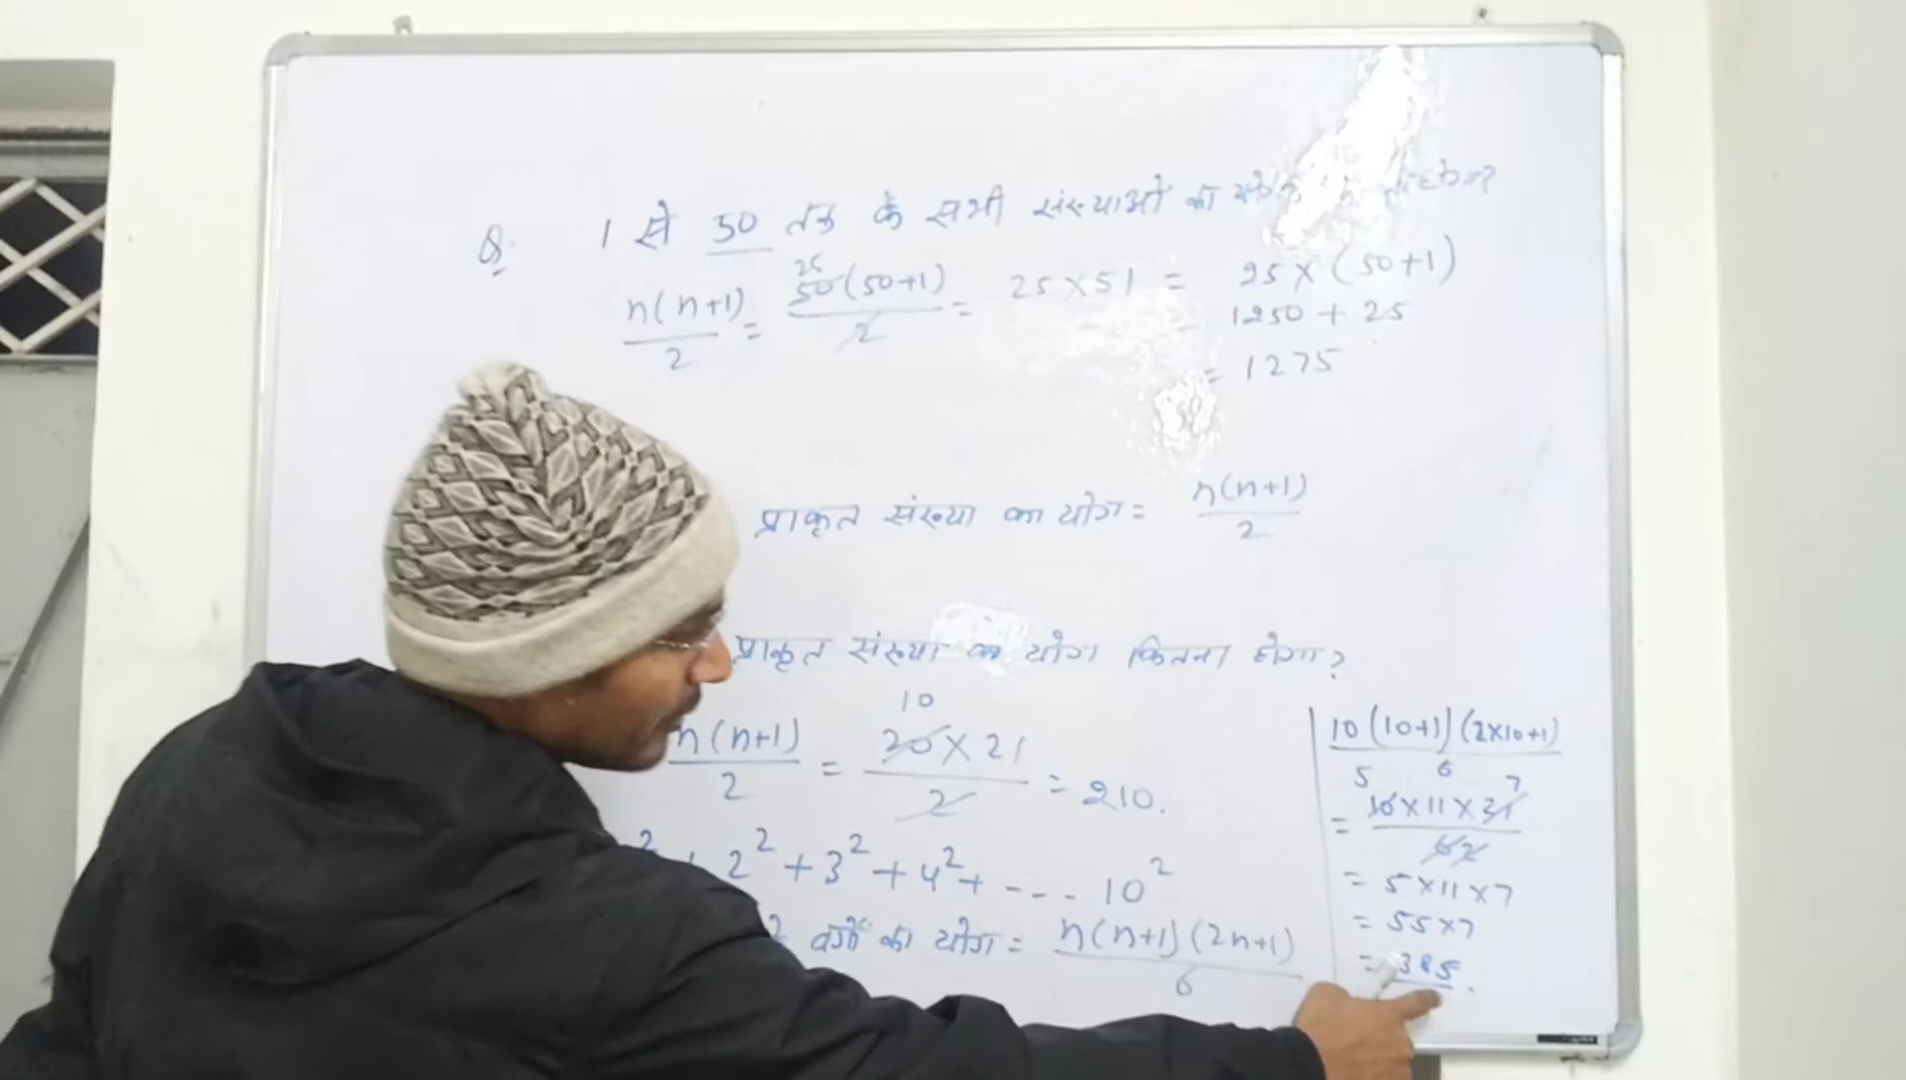 Q. 1 से 50 तक के सभी संख्याओं का
n(n+1)/2 = 50(50+1)/2 25 = 25×51 = 25×(50+1)
1250 + 25
= 1275
प्राकृत संख्या का योग = n(n+1)/2
प्राकृत संख्या का योग कितना होगा?
n(n+1)/2 = 20×21/2 10 = 210.
2² + 3² + 4² + --- 10²
वर्गों का योग = n(n+1)(2n+1)/6
10(10+1)(2×10+1)/6
= 10×11×21/6 5 7 2
= 5×11×7
= 55×7
= 385.